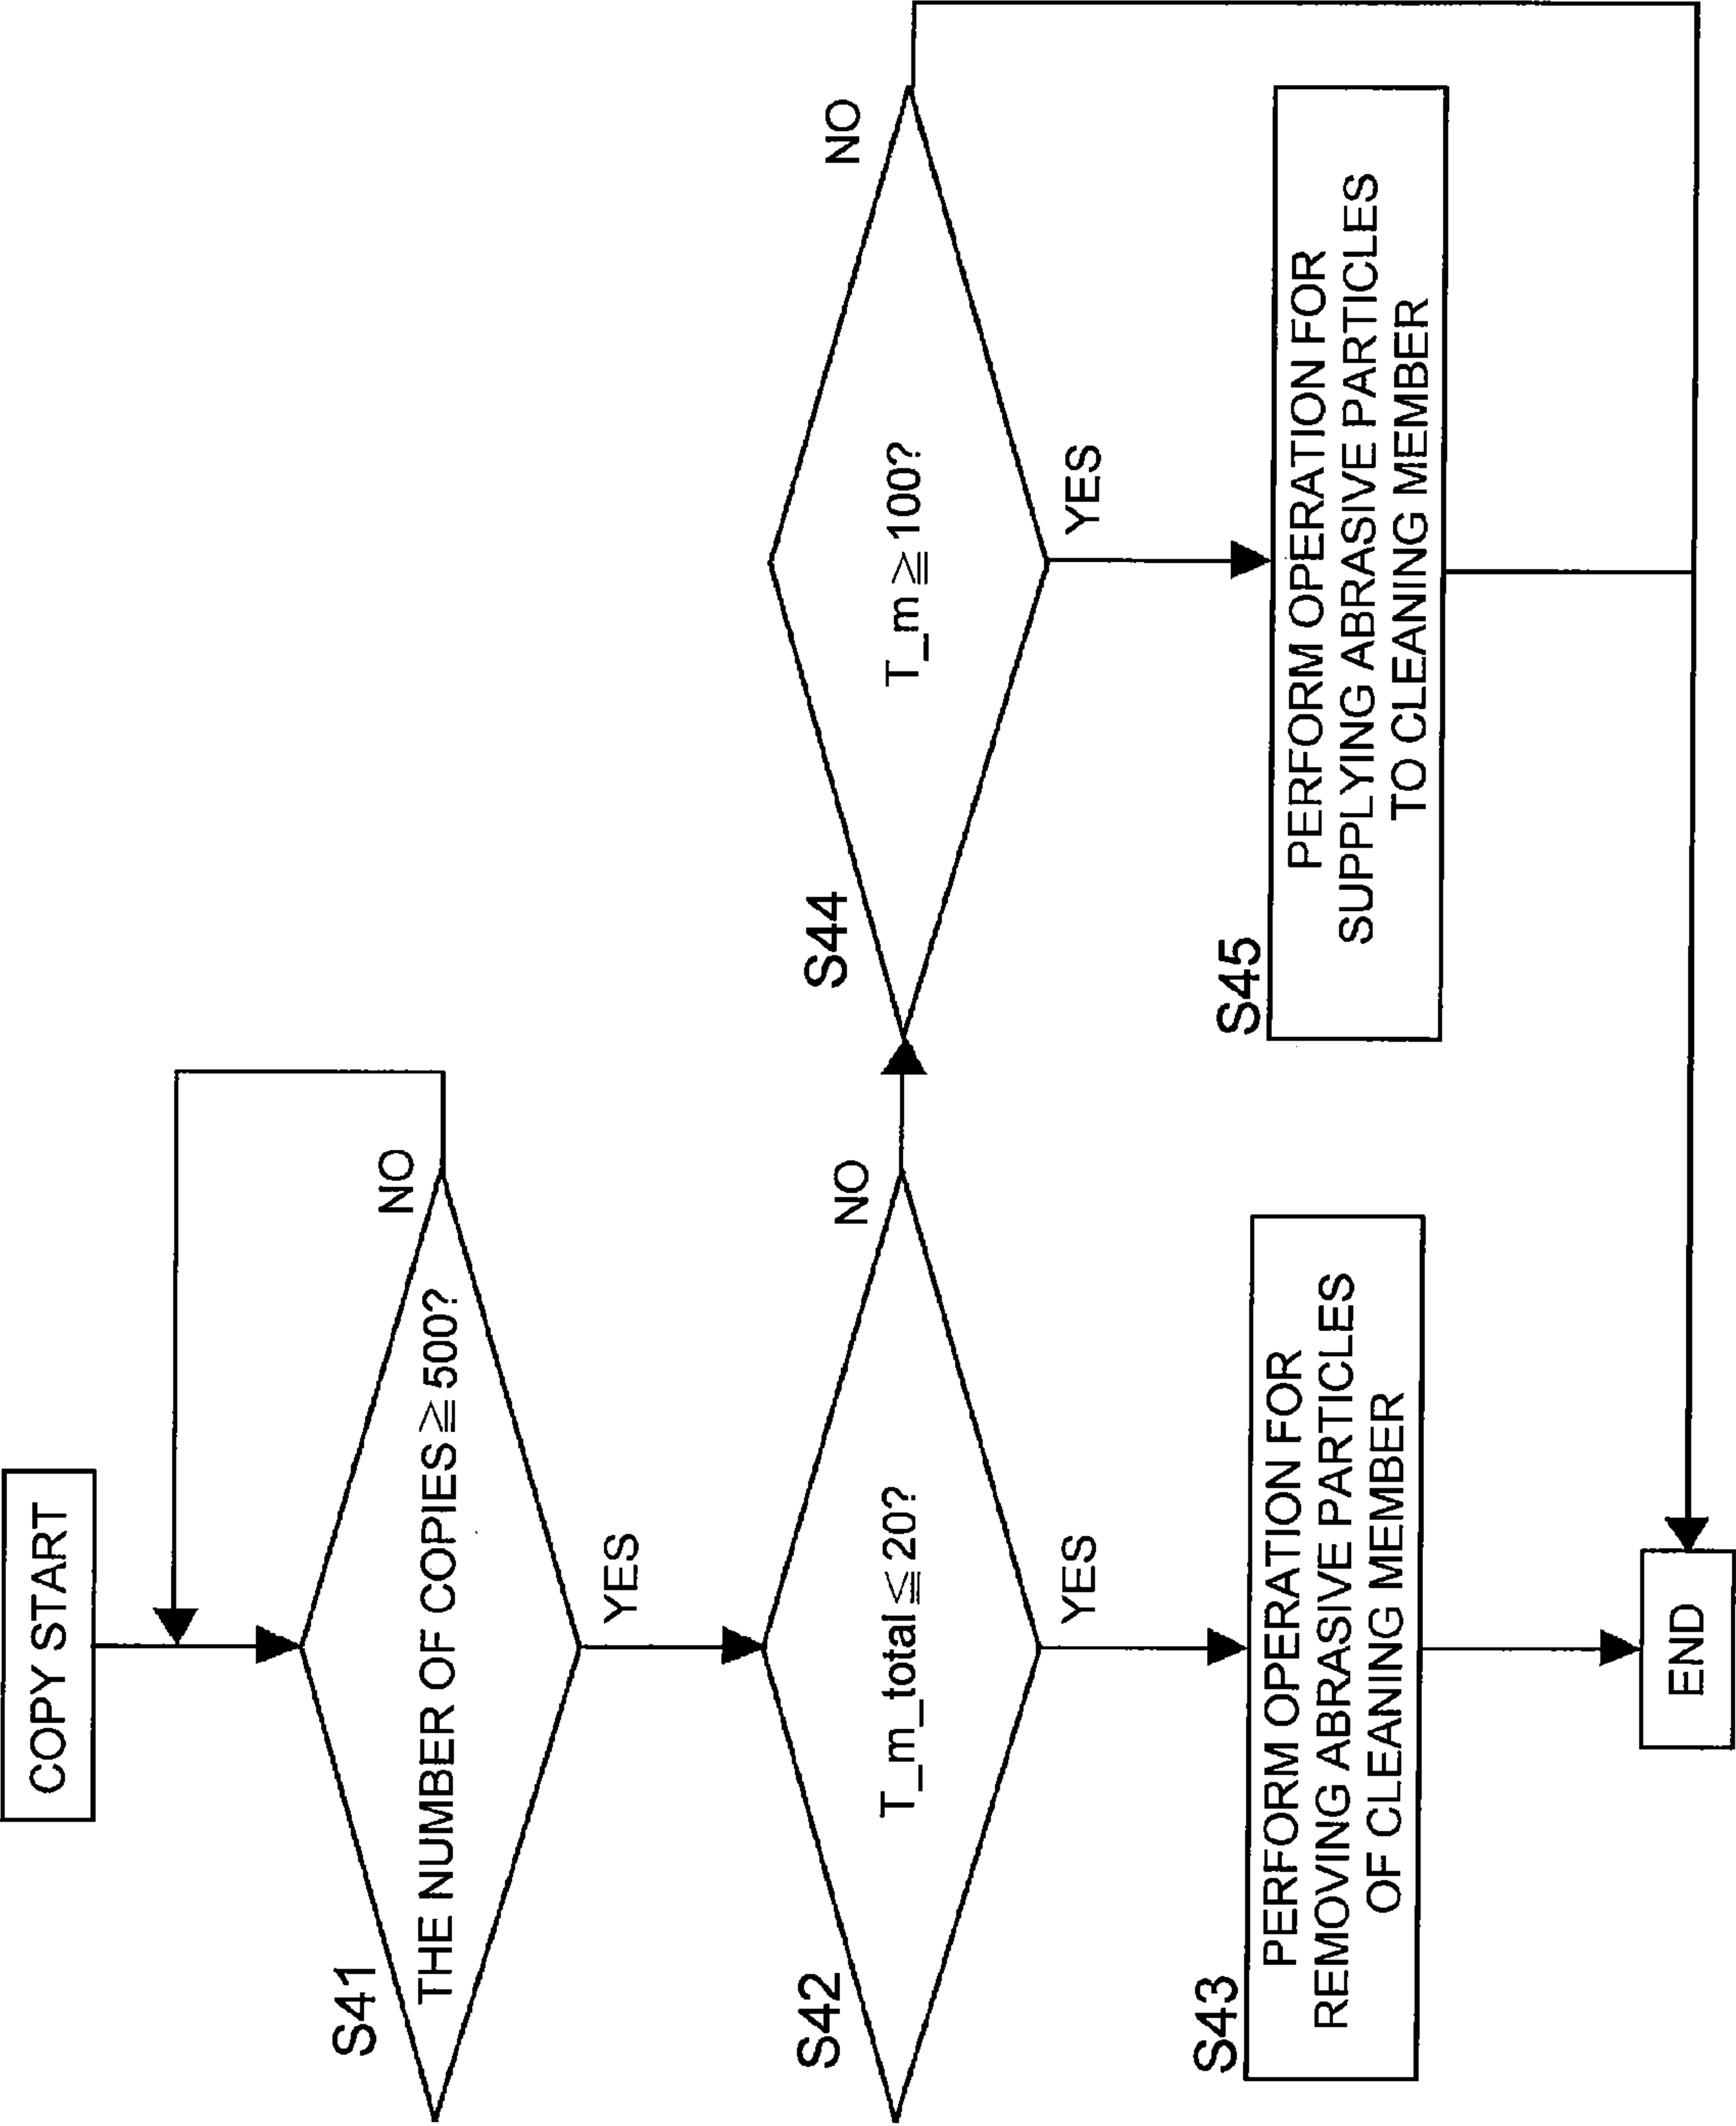 COPY START
S41
THE NUMBER OF COPIES≧500?
NO
YES
S42
T_m_total≦20?
NO
YES
S44
T_m≧100?
NO
YES
S43
PERFORM OPERATION FOR
REMOVING ABRASIVE PARTICLES
OF CLEANING MEMBER
S45
PERFORM OPERATION FOR
SUPPLYING ABRASIVE PARTICLES
TO CLEANING MEMBER
END